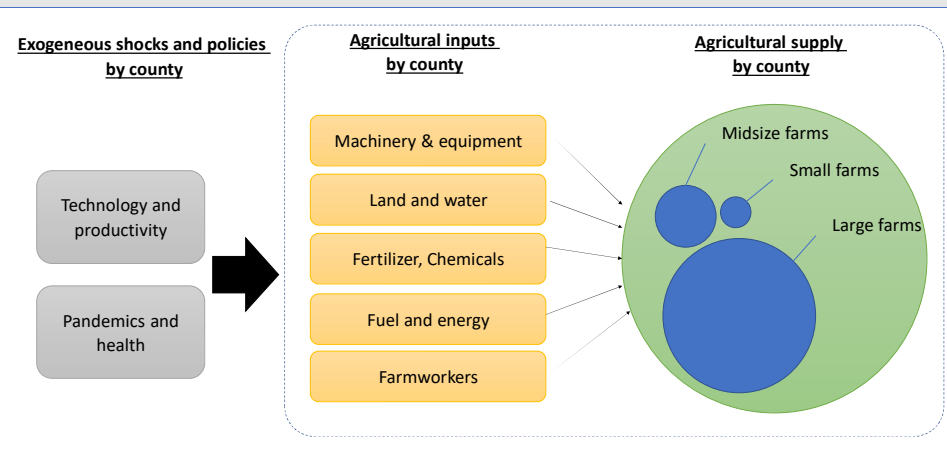 Exogeneous shocks and policies
by county
Agricultural inputs
by county
Agricultural supply
by county
Technology and
productivity
Pandemics and
health
Machinery & equipment
Land and water
Fertilizer, Chemicals
Fuel and energy
Farmworkers
Midsize farms
Small farms
Large farms